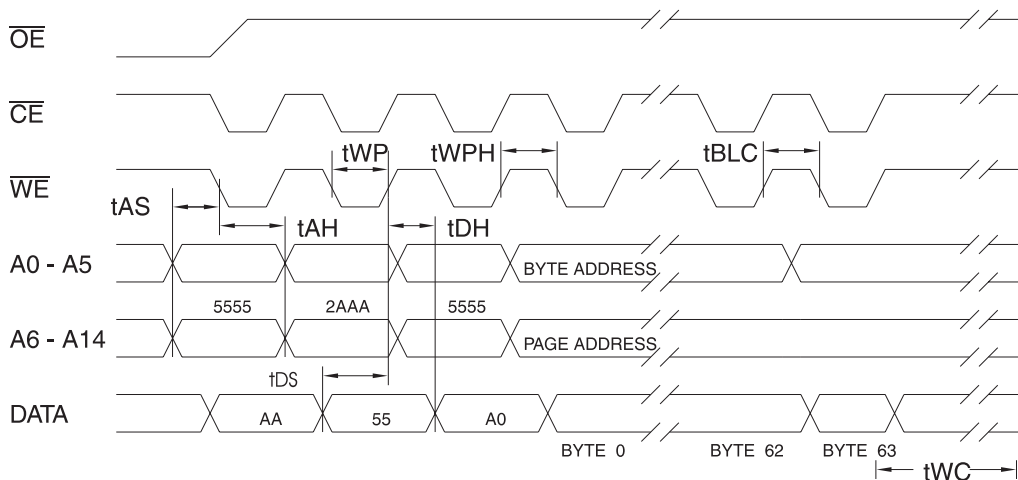 OE
CE
tWP tWPH tBLC
WE
tAS
tAH tDH
A0 - A5 BYTE ADDRESS
5555 2AAA 5555
A6 - A14 PAGE ADDRESS
tDS
DATA AA 55 A0
BYTE 0 BYTE 62 BYTE 63
tWC